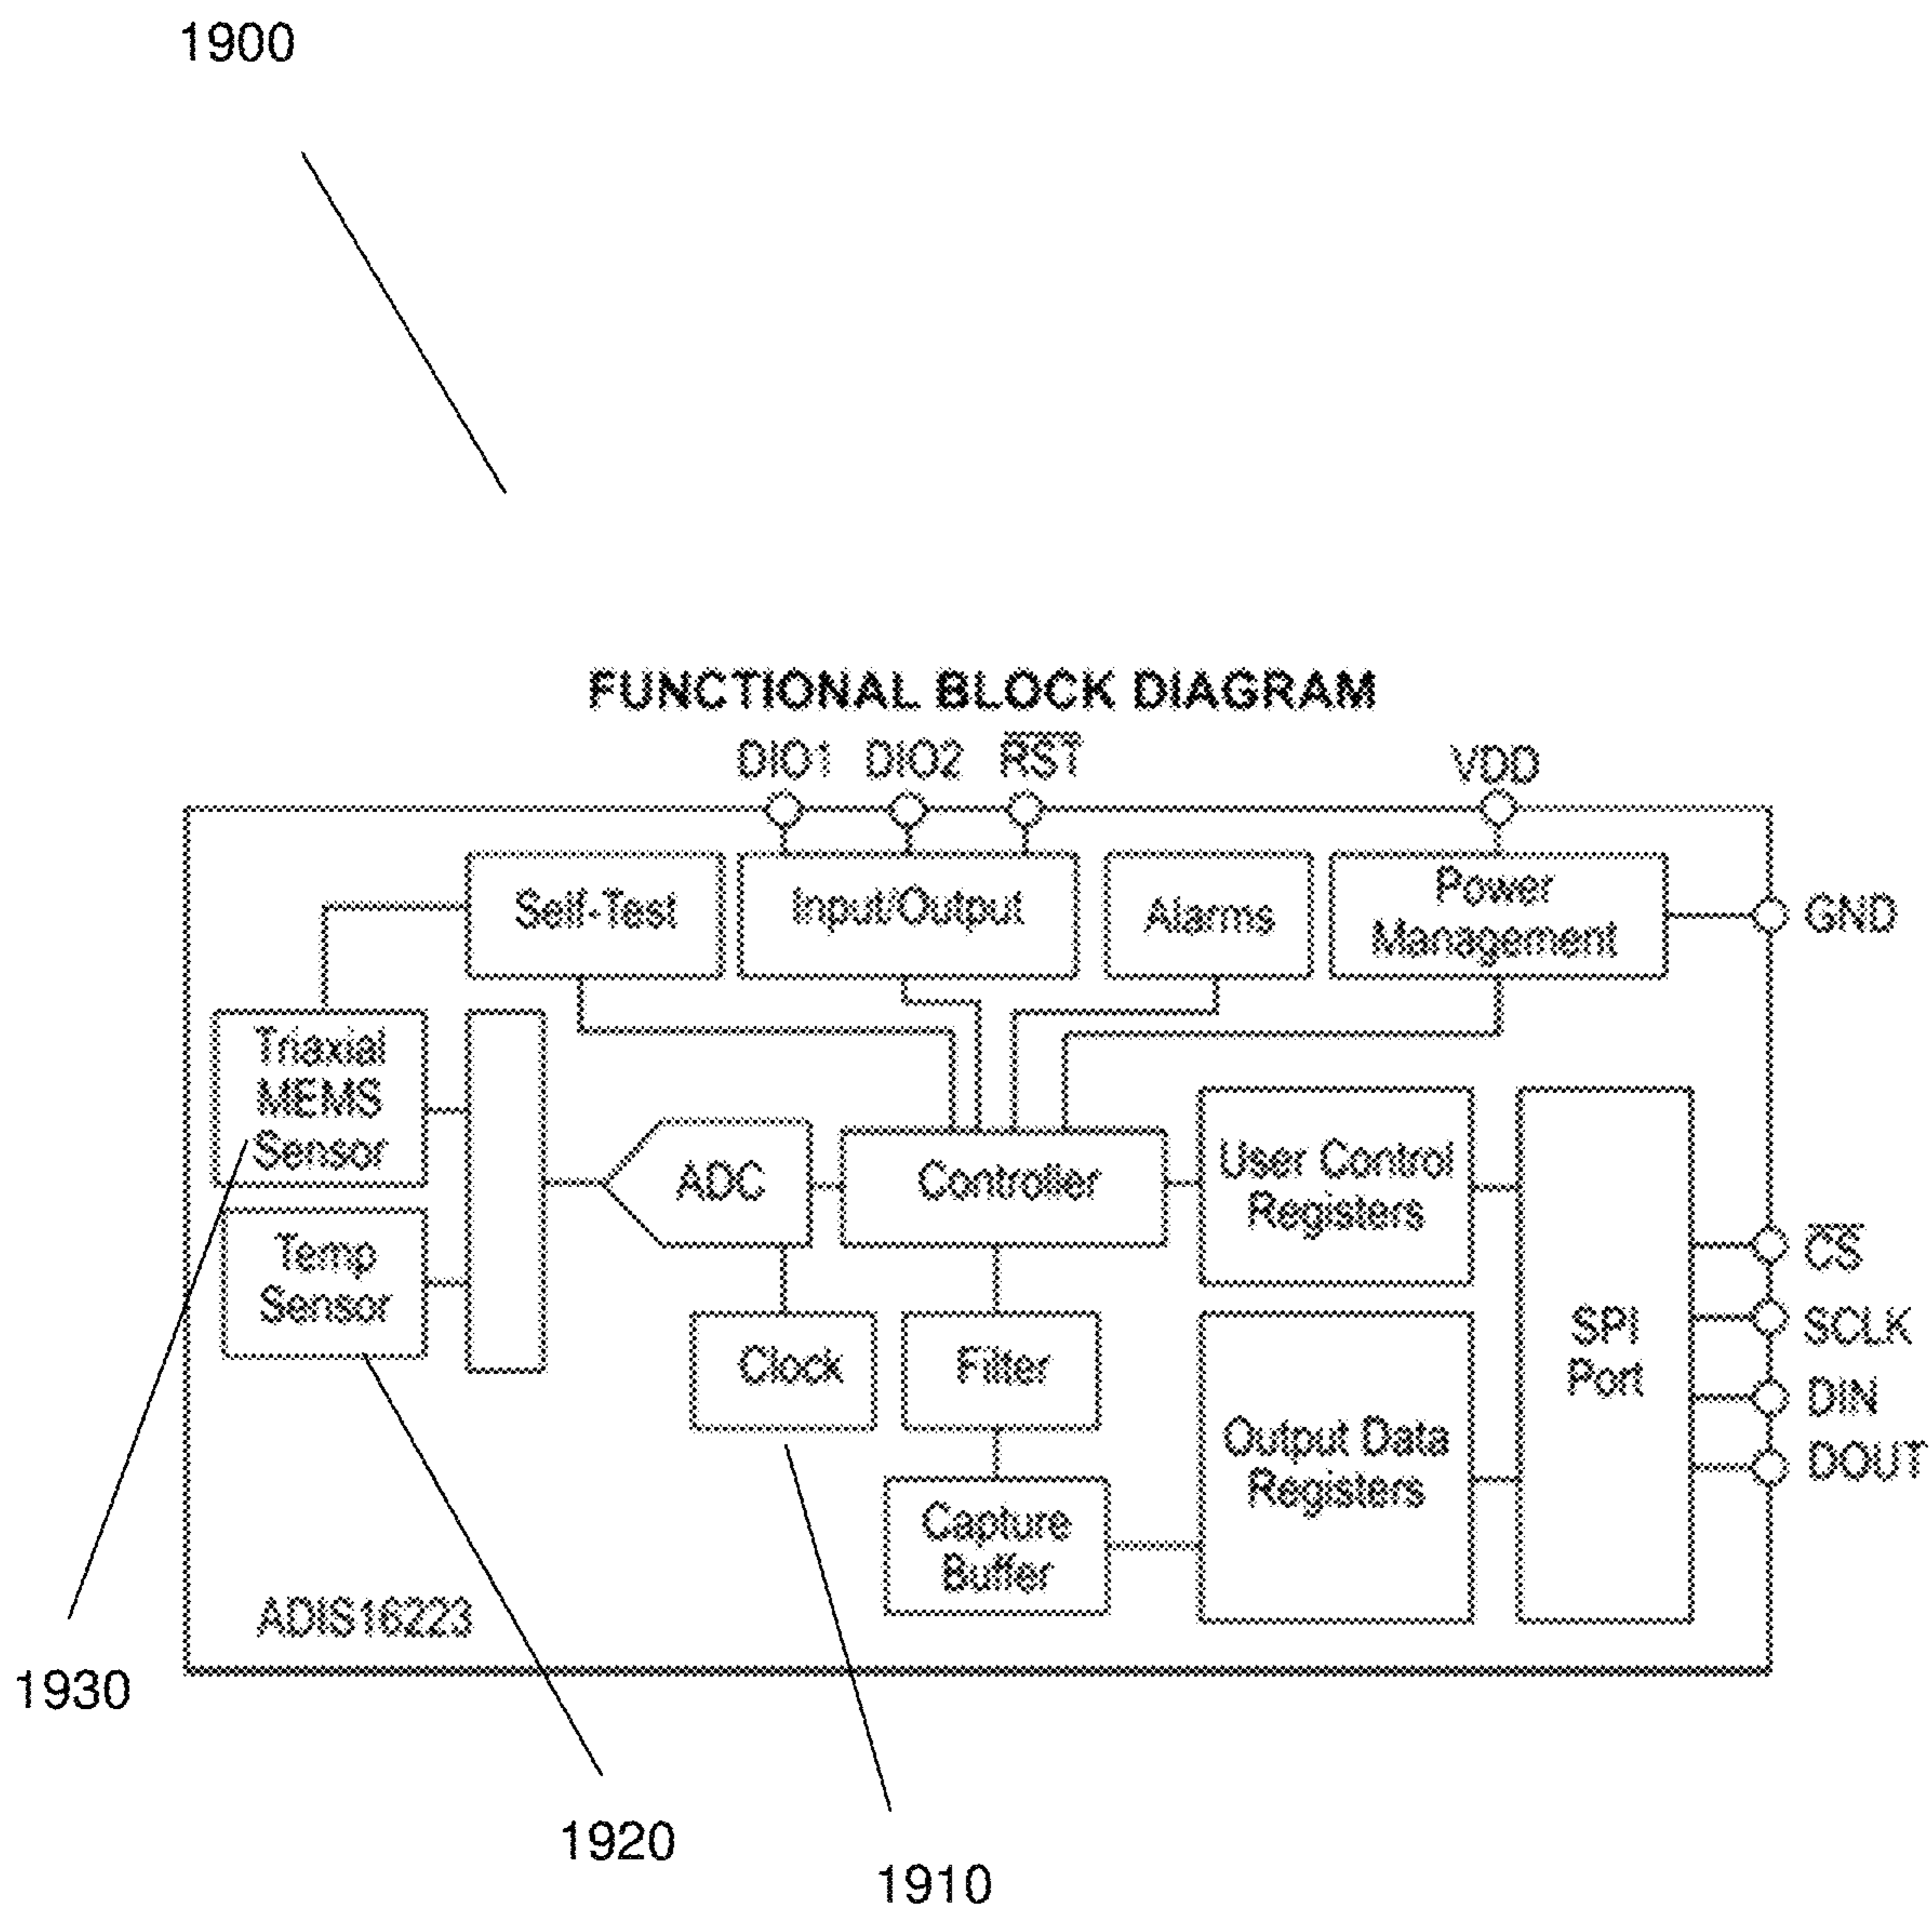 1900
FUNCTIONAL BLOCK DIAGRAM
DIO1 DIO2 RST VDD
Self-Test
Input/Output
Alarms
Power
Management
GND
Triaxial
MEMS
Sensor
ADC
Controller
User Control
Registers
Temp
Sensor
CS
SCLK
DIN
DOUT
SPI
Port
Clock
Filter
Output Data
Registers
Capture
Buffer
ADIS16223
1930
1920
1910